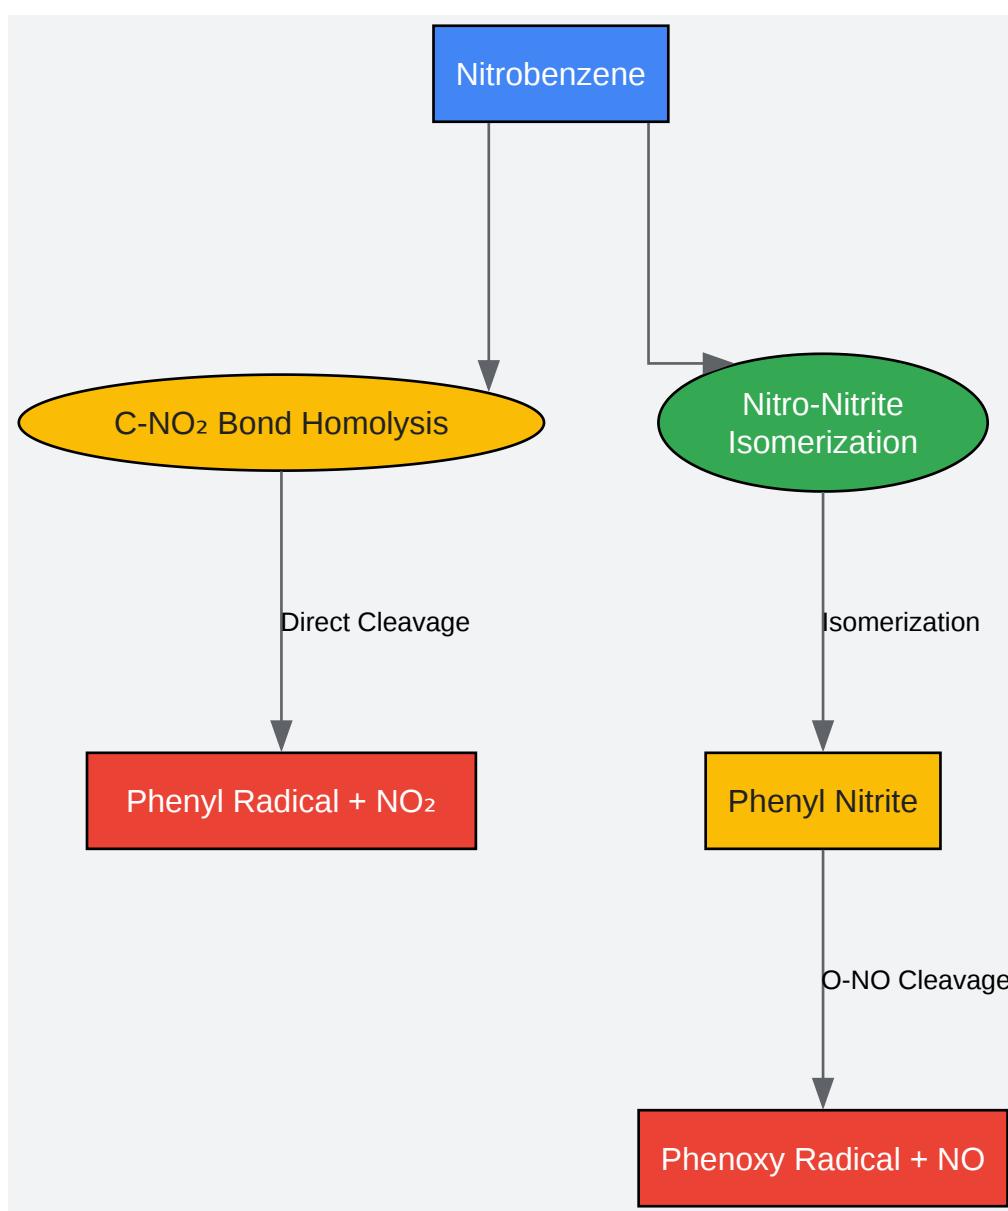 Nitrobenzene
C-NO₂ Bond Homolysis
Nitro-Nitrite
Isomerization
Direct Cleavage
Isomerization
Phenyl Radical + NO₂
Phenyl Nitrite
O-NO Cleavage
Phenoxy Radical + NO